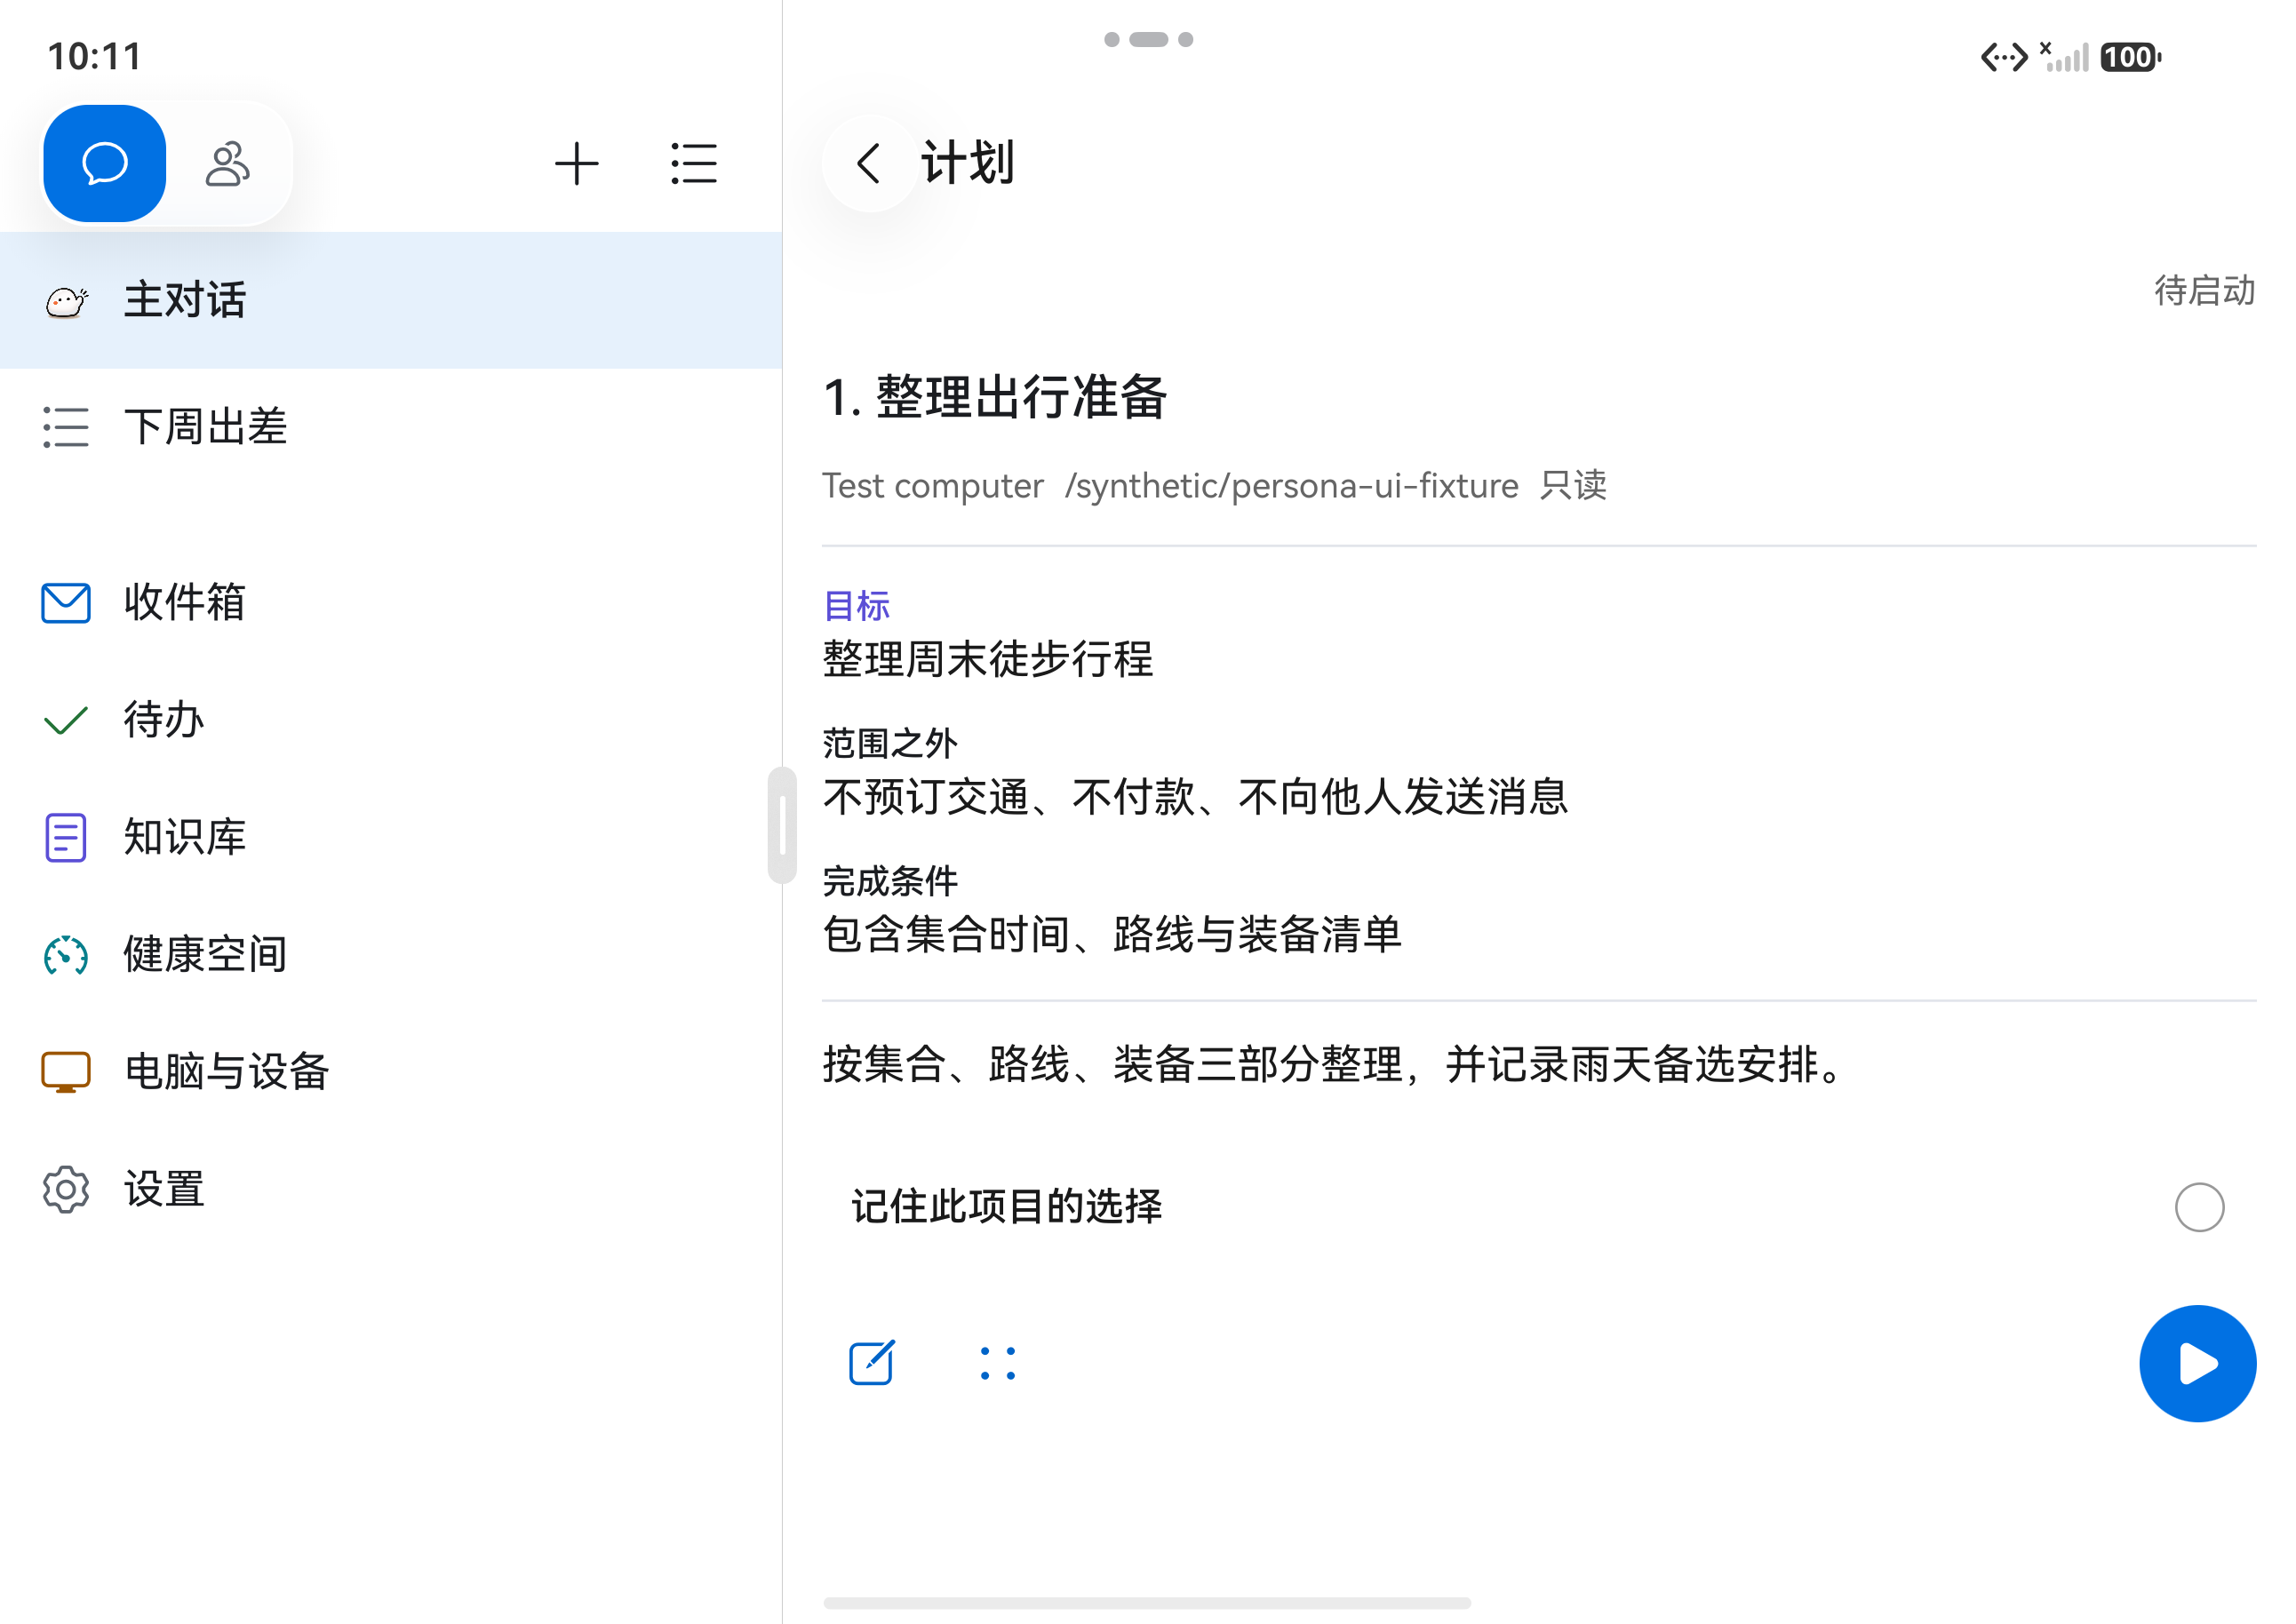 10:11
100
主对话
下周出差
收件箱
待办
知识库
健康空间
电脑与设备
设置
计划
待启动
1. 整理出行准备
Test computer /synthetic/persona-ui-fixture 只读
目标
整理周末徒步行程
范围之外
不预订交通、不付款、不向他人发送消息
完成条件
包含集合时间、路线与装备清单
按集合、路线、装备三部分整理，并记录雨天备选安排。
记住此项目的选择